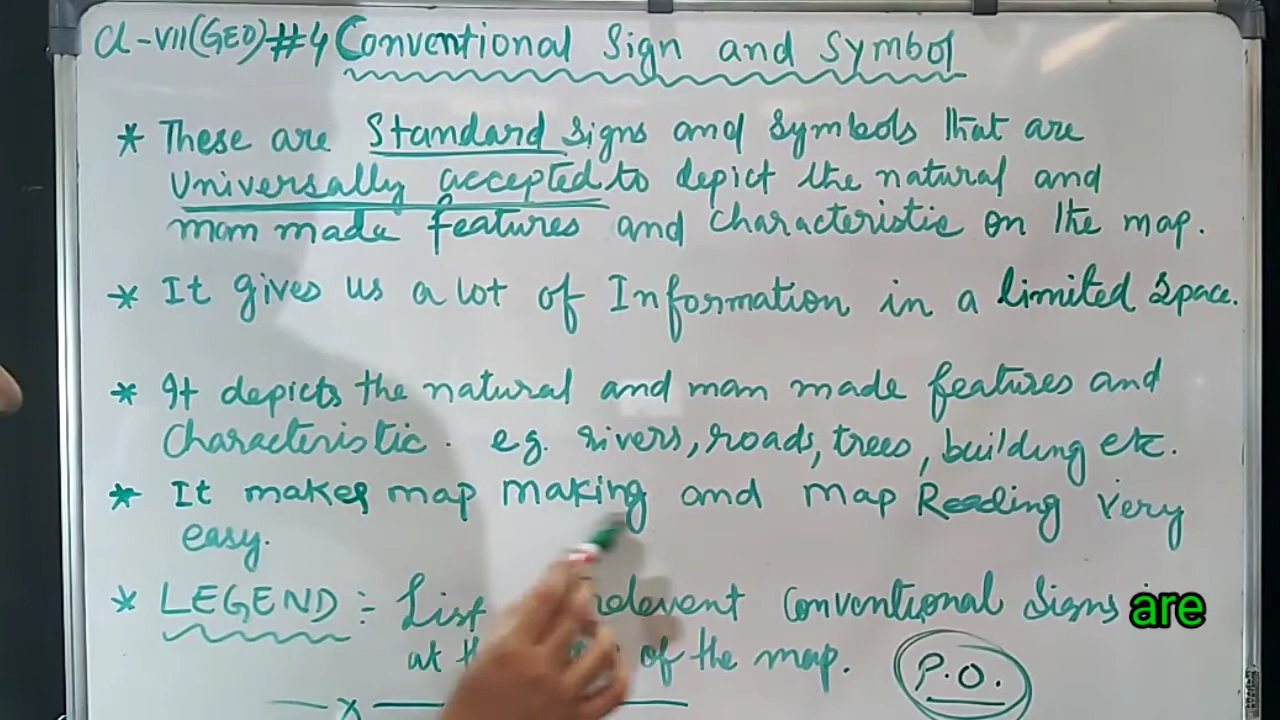 Cl-VII(GEO)#4 Conventional Sign and Symbol
* These are Standard Signs and Symbols that are
Universally accepted to depict the natural and
man made features and characteristic on the map.
* It gives us a lot of Information in a limited Space.
* It depicts the natural and man made features and
characteristic. e.g. rivers, roads, trees, building etc.
* It makes map making and map Reading very
easy.
* LEGEND :- List relevent Conventional Signs are
at of the map.
P.O.
x